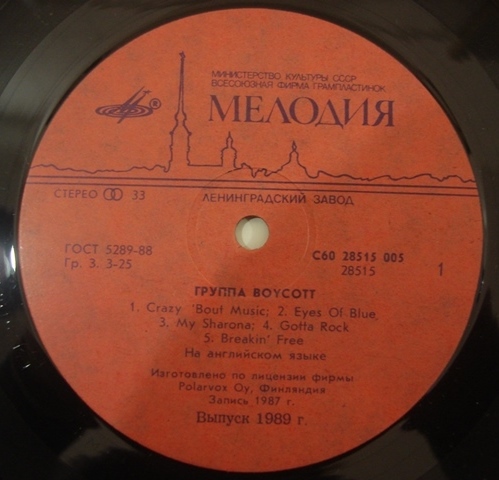 МИНИСТЕРСТВО КУЛЬТУРЫ СССР
ВСЕСОЮЗНАЯ ФИРМА ГРАМПЛАСТИНОК
® МЕЛОДИЯ
СТЕРЕО 33
ЛЕНИНГРАДСКИЙ ЗАВОД
ГОСТ 5289-88
Гр. 3. 3-25
С60 28515 005
28515
1
ГРУППА BOYCOTT
1. Crazy 'Bout Music; 2. Eyes Of Blue,
3. My Sharona; 4. Gotta Rock
5. Breakin' Free
На английском языке
Изготовлено по лицензии фирмы
Polarvox Oy, Финляндия
Запись 1987 г.
Выпуск 1989 г.